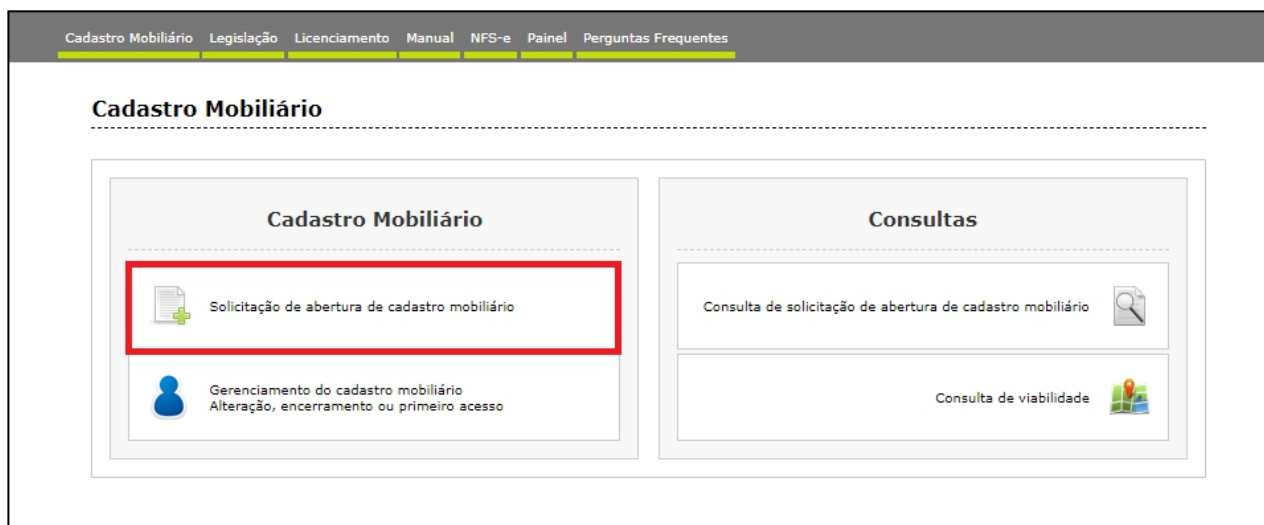 Cadastro Mobiliário Legislação Licenciamento Manual NFS-e Painel Perguntas Frequentes
Cadastro Mobiliário
Cadastro Mobiliário
Solicitação de abertura de cadastro mobiliário
Gerenciamento do cadastro mobiliário
Alteração, encerramento ou primeiro acesso
Consultas
Consulta de solicitação de abertura de cadastro mobiliário
Consulta de viabilidade